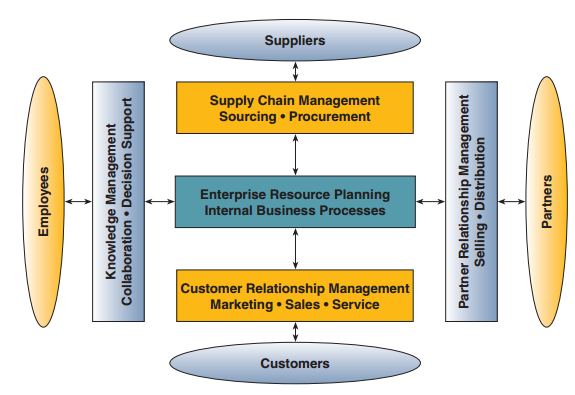 Suppliers
Supply Chain Management
Sourcing • Procurement
Employees
Knowledge Management
Collaboration • Decision Support
Enterprise Resource Planning
Internal Business Processes
Partner Relationship Management
Selling • Distribution
Partners
Customer Relationship Management
Marketing • Sales • Service
Customers